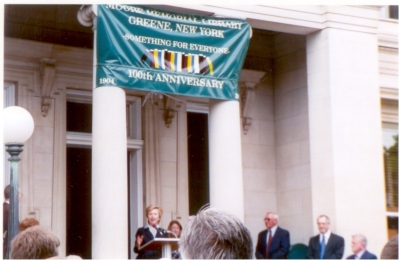 MOORE MEMORIAL LIBRARY
GREENE, NEW YORK
-SOMETHING FOR EVERYONE-
100th ANNIVERSARY
1904